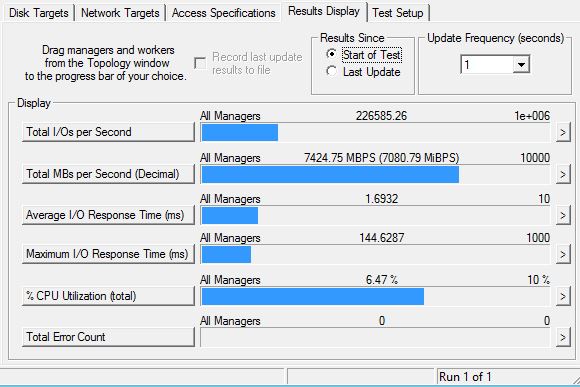 Disk Targets Network Targets Access Specifications Results Display Test Setup
Drag managers and workers
from the Topology window
to the progress bar of your choice.
Record last update
results to file
Results Since
Start of Test
Last Update
Update Frequency (seconds)
1
Display
All Managers 226585.26 1e+006
Total I/Os per Second >
All Managers 7424.75 MBPS (7080.79 MiBPS) 10000
Total MBs per Second (Decimal) >
All Managers 1.6932 10
Average I/O Response Time (ms) >
All Managers 144.6287 1000
Maximum I/O Response Time (ms) >
All Managers 6.47 % 10 %
% CPU Utilization (total) >
All Managers 0 0
Total Error Count >
Run 1 of 1